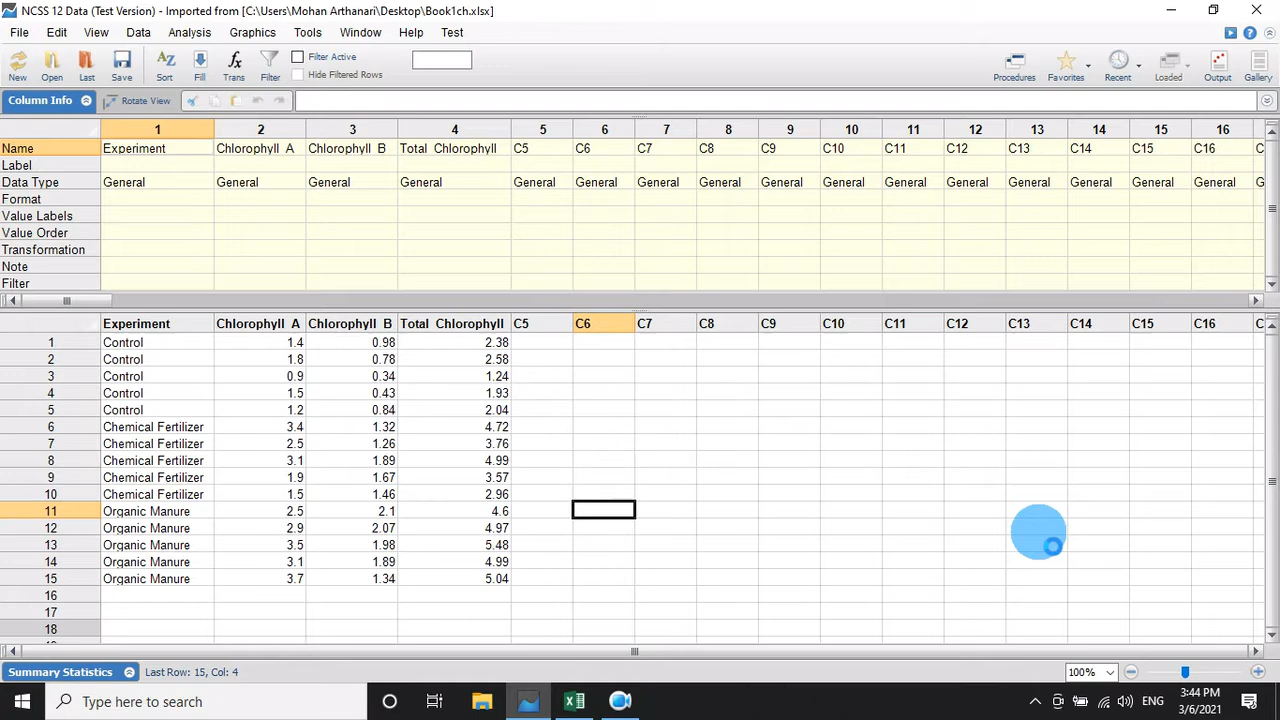 NCSS 12 Data (Test Version) - Imported from [C:\Users\Mohan Arthanari\Desktop\Book1ch.xlsx]
File Edit View Data Analysis Graphics Tools Window Help Test
New Open Last Save Sort Fill Trans Filter Filter Active Hide Filtered Rows Procedures Favorites Recent Loaded Output Gallery
Column Info Rotate View
1 2 3 4 5 6 7 8 9 10 11 12 13 14 15 16
Name Experiment Chlorophyll A Chlorophyll B Total Chlorophyll C5 C6 C7 C8 C9 C10 C11 C12 C13 C14 C15 C16
Label
Data Type General General General General General General General General General General General General General General General General
Format
Value Labels
Value Order
Transformation
Note
Filter
Experiment Chlorophyll A Chlorophyll B Total Chlorophyll C5 C6 C7 C8 C9 C10 C11 C12 C13 C14 C15 C16
1 Control 1.4 0.98 2.38
2 Control 1.8 0.78 2.58
3 Control 0.9 0.34 1.24
4 Control 1.5 0.43 1.93
5 Control 1.2 0.84 2.04
6 Chemical Fertilizer 3.4 1.32 4.72
7 Chemical Fertilizer 2.5 1.26 3.76
8 Chemical Fertilizer 3.1 1.89 4.99
9 Chemical Fertilizer 1.9 1.67 3.57
10 Chemical Fertilizer 1.5 1.46 2.96
11 Organic Manure 2.5 2.1 4.6
12 Organic Manure 2.9 2.07 4.97
13 Organic Manure 3.5 1.98 5.48
14 Organic Manure 3.1 1.89 4.99
15 Organic Manure 3.7 1.34 5.04
16
17
18
Summary Statistics Last Row: 15, Col: 4 100%
Type here to search ENG 3:44 PM
3/6/2021